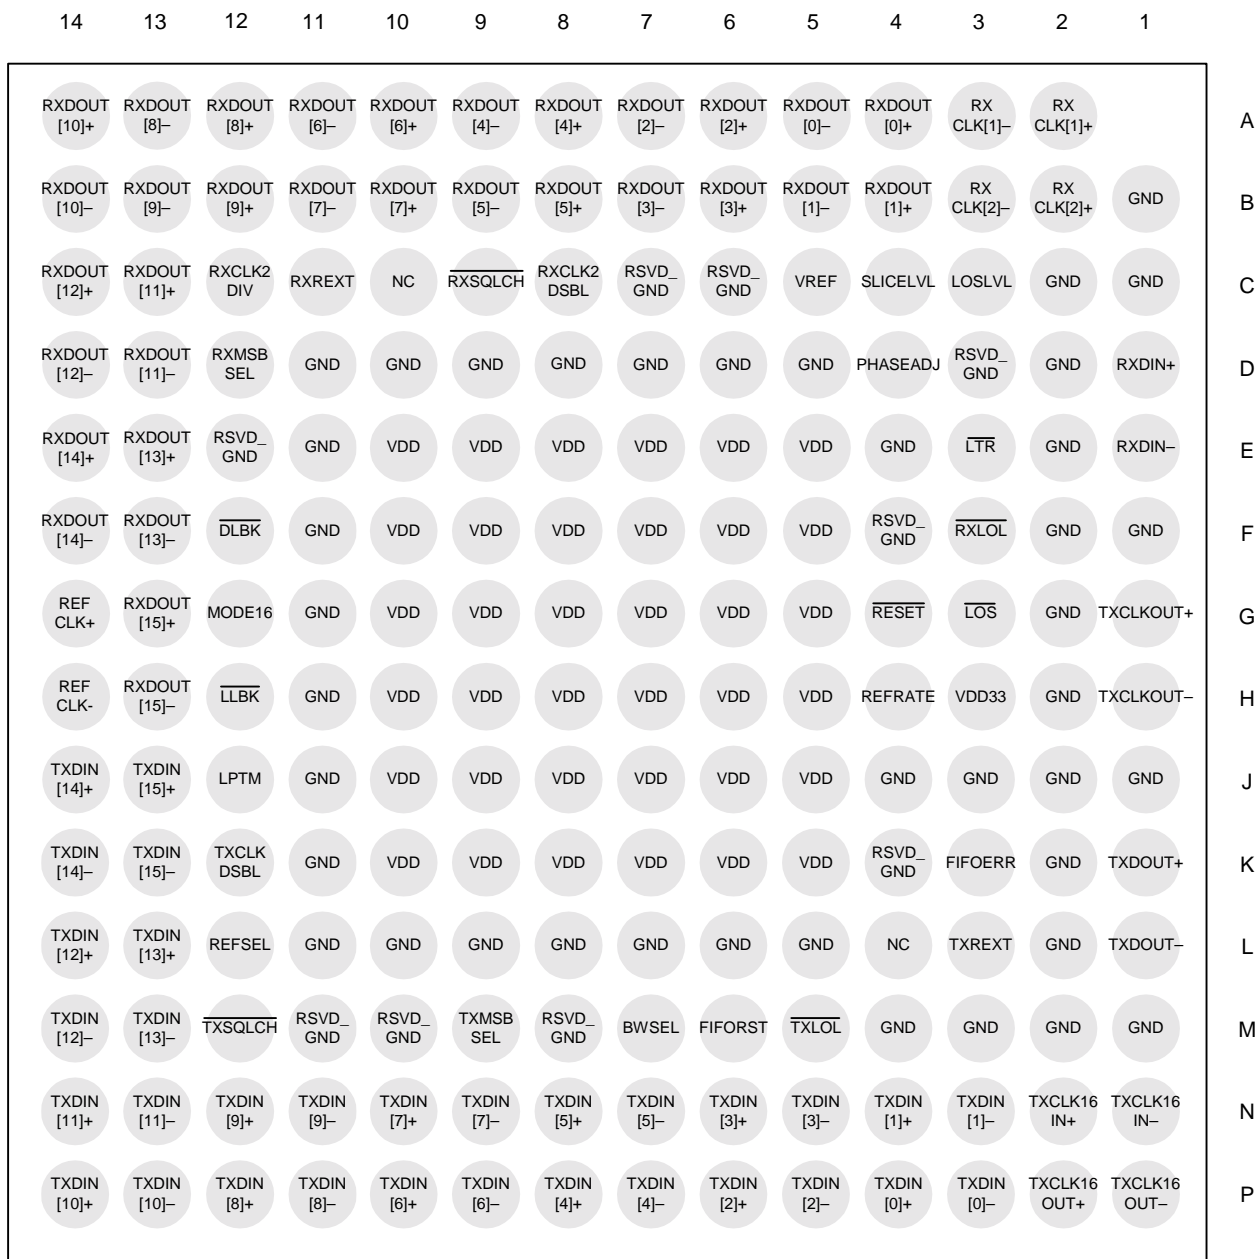 14 13 12 11 10 9 8 7 6 5 4 3 2 1
RXDOUT RXDOUT RXDOUT RXDOUT RXDOUT RXDOUT RXDOUT RXDOUT RXDOUT RXDOUT RXDOUT RX RX
[10]+ [8]– [8]+ [6]– [6]+ [4]– [4]+ [2]– [2]+ [0]– [0]+ CLK[1]– CLK[1]+ A
RXDOUT RXDOUT RXDOUT RXDOUT RXDOUT RXDOUT RXDOUT RXDOUT RXDOUT RXDOUT RXDOUT RX RX GND
[10]– [9]– [9]+ [7]– [7]+ [5]– [5]+ [3]– [3]+ [1]– [1]+ CLK[2]– CLK[2]+ B
RXDOUT RXDOUT RXCLK2 RXREXT NC RXSQLCH RXCLK2 RSVD_ RSVD_ VREF SLICELVL LOSLVL GND GND
[12]+ [11]+ DIV DSBL GND GND C
RXDOUT RXDOUT RXMSB GND GND GND GND GND GND GND PHASEADJ RSVD_ GND RXDIN+
[12]– [11]– SEL GND D
RXDOUT RXDOUT RSVD_ GND VDD VDD VDD VDD VDD VDD GND LTR GND RXDIN–
[14]+ [13]+ GND E
RXDOUT RXDOUT DLBK GND VDD VDD VDD VDD VDD VDD RSVD_ RXLOL GND GND
[14]– [13]– GND F
REF RXDOUT MODE16 GND VDD VDD VDD VDD VDD VDD RESET LOS GND TXCLKOUT+
CLK+ [15]+ G
REF RXDOUT LLBK GND VDD VDD VDD VDD VDD VDD REFRATE VDD33 GND TXCLKOUT–
CLK- [15]– H
TXDIN TXDIN LPTM GND VDD VDD VDD VDD VDD VDD GND GND GND GND
[14]+ [15]+ J
TXDIN TXDIN TXCLK GND VDD VDD VDD VDD VDD VDD RSVD_ FIFOERR GND TXDOUT+
[14]– [15]– DSBL GND K
TXDIN TXDIN REFSEL GND GND GND GND GND GND GND NC TXREXT GND TXDOUT–
[12]+ [13]+ L
TXDIN TXDIN TXSQLCH RSVD_ RSVD_ TXMSB RSVD_ BWSEL FIFORST TXLOL GND GND GND GND
[12]– [13]– GND GND SEL GND M
TXDIN TXDIN TXDIN TXDIN TXDIN TXDIN TXDIN TXDIN TXDIN TXDIN TXDIN TXDIN TXCLK16 TXCLK16
[11]+ [11]– [9]+ [9]– [7]+ [7]– [5]+ [5]– [3]+ [3]– [1]+ [1]– IN+ IN– N
TXDIN TXDIN TXDIN TXDIN TXDIN TXDIN TXDIN TXDIN TXDIN TXDIN TXDIN TXDIN TXCLK16 TXCLK16
[10]+ [10]– [8]+ [8]– [6]+ [6]– [4]+ [4]– [2]+ [2]– [0]+ [0]– OUT+ OUT– P